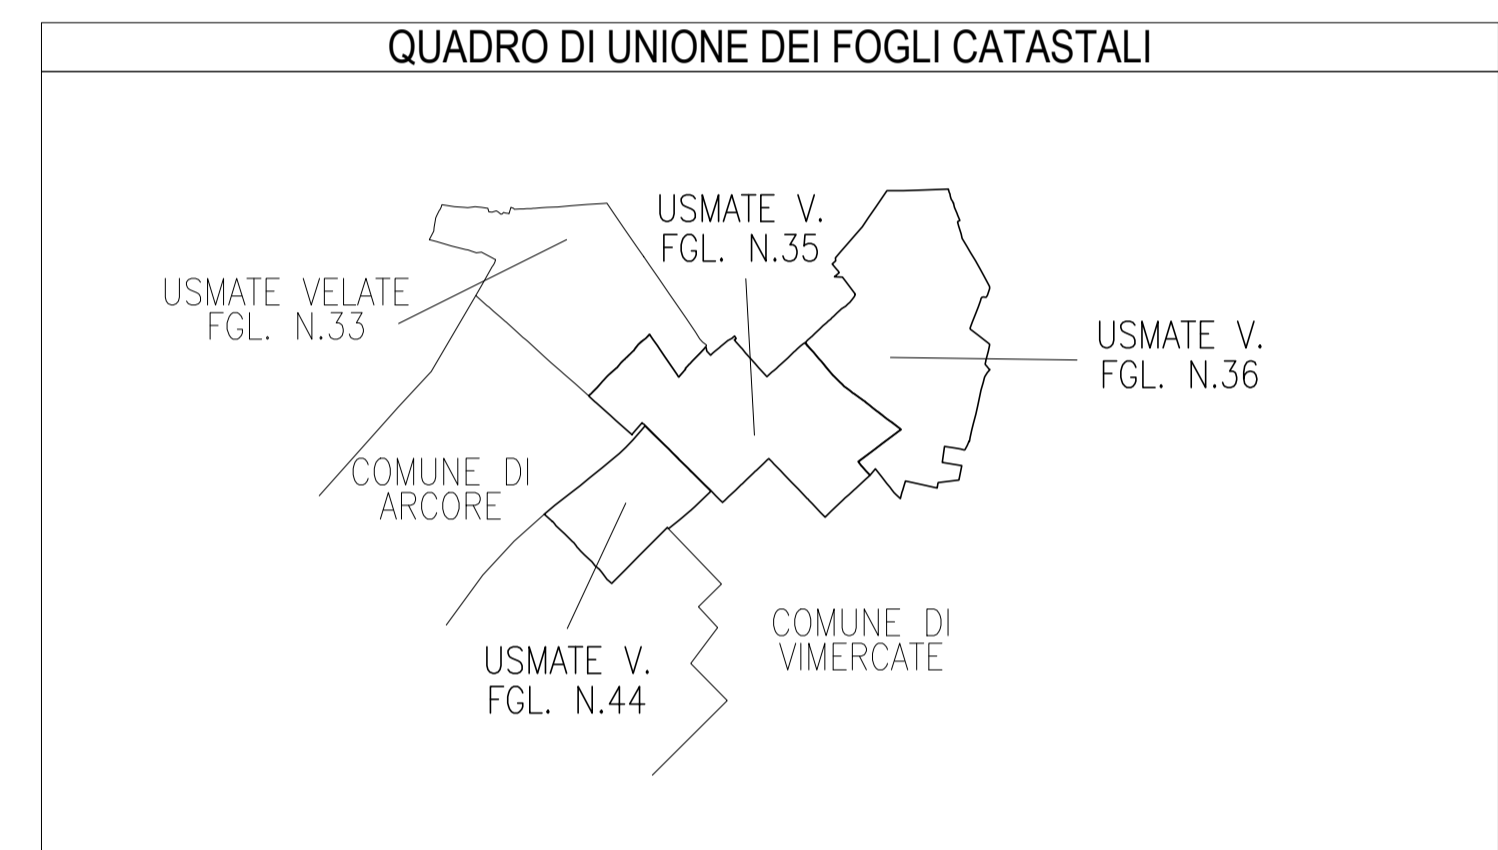 QUADRO DI UNIONE DEI FOGLI CATASTALI
USMATE V.
FGL. N.35
USMATE VELATE
FGL. N.33
USMATE V.
FGL. N.36
COMUNE DI
ARCORE
COMUNE DI
VIMERCATE
USMATE V.
FGL. N.44